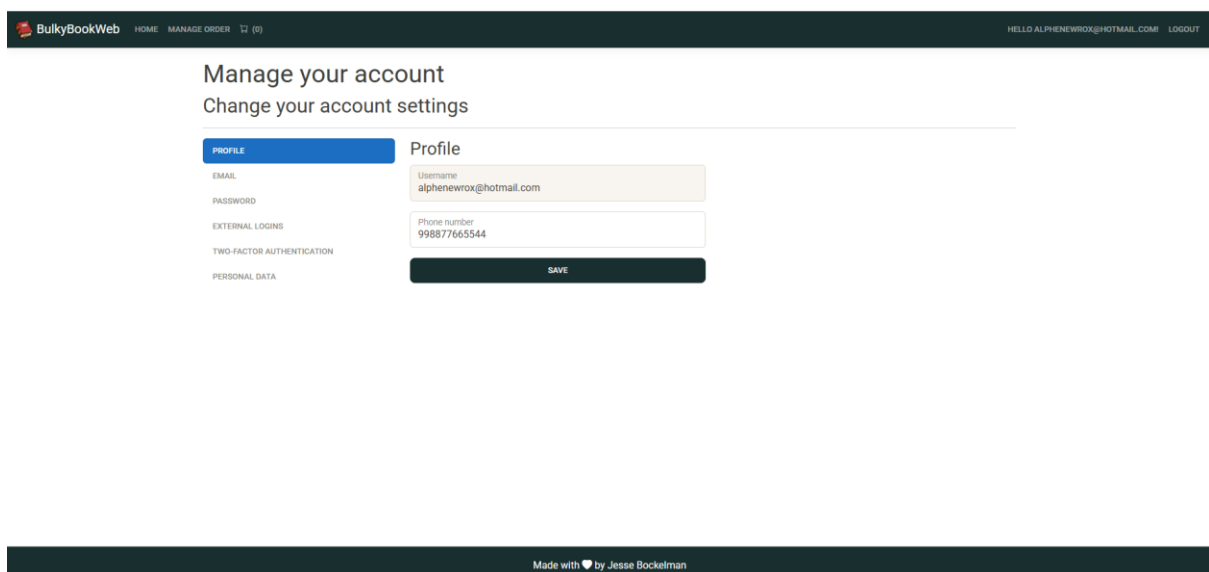 BulkyBookWeb HOME MANAGE ORDER (0) HELLO ALPHENEWROX@HOTMAIL.COM! LOGOUT
Manage your account
Change your account settings
PROFILE
EMAIL
PASSWORD
EXTERNAL LOGINS
TWO-FACTOR AUTHENTICATION
PERSONAL DATA
Profile
Username
alphenewrox@hotmail.com
Phone number
998877665544
SAVE
Made with by Jesse Bockelman